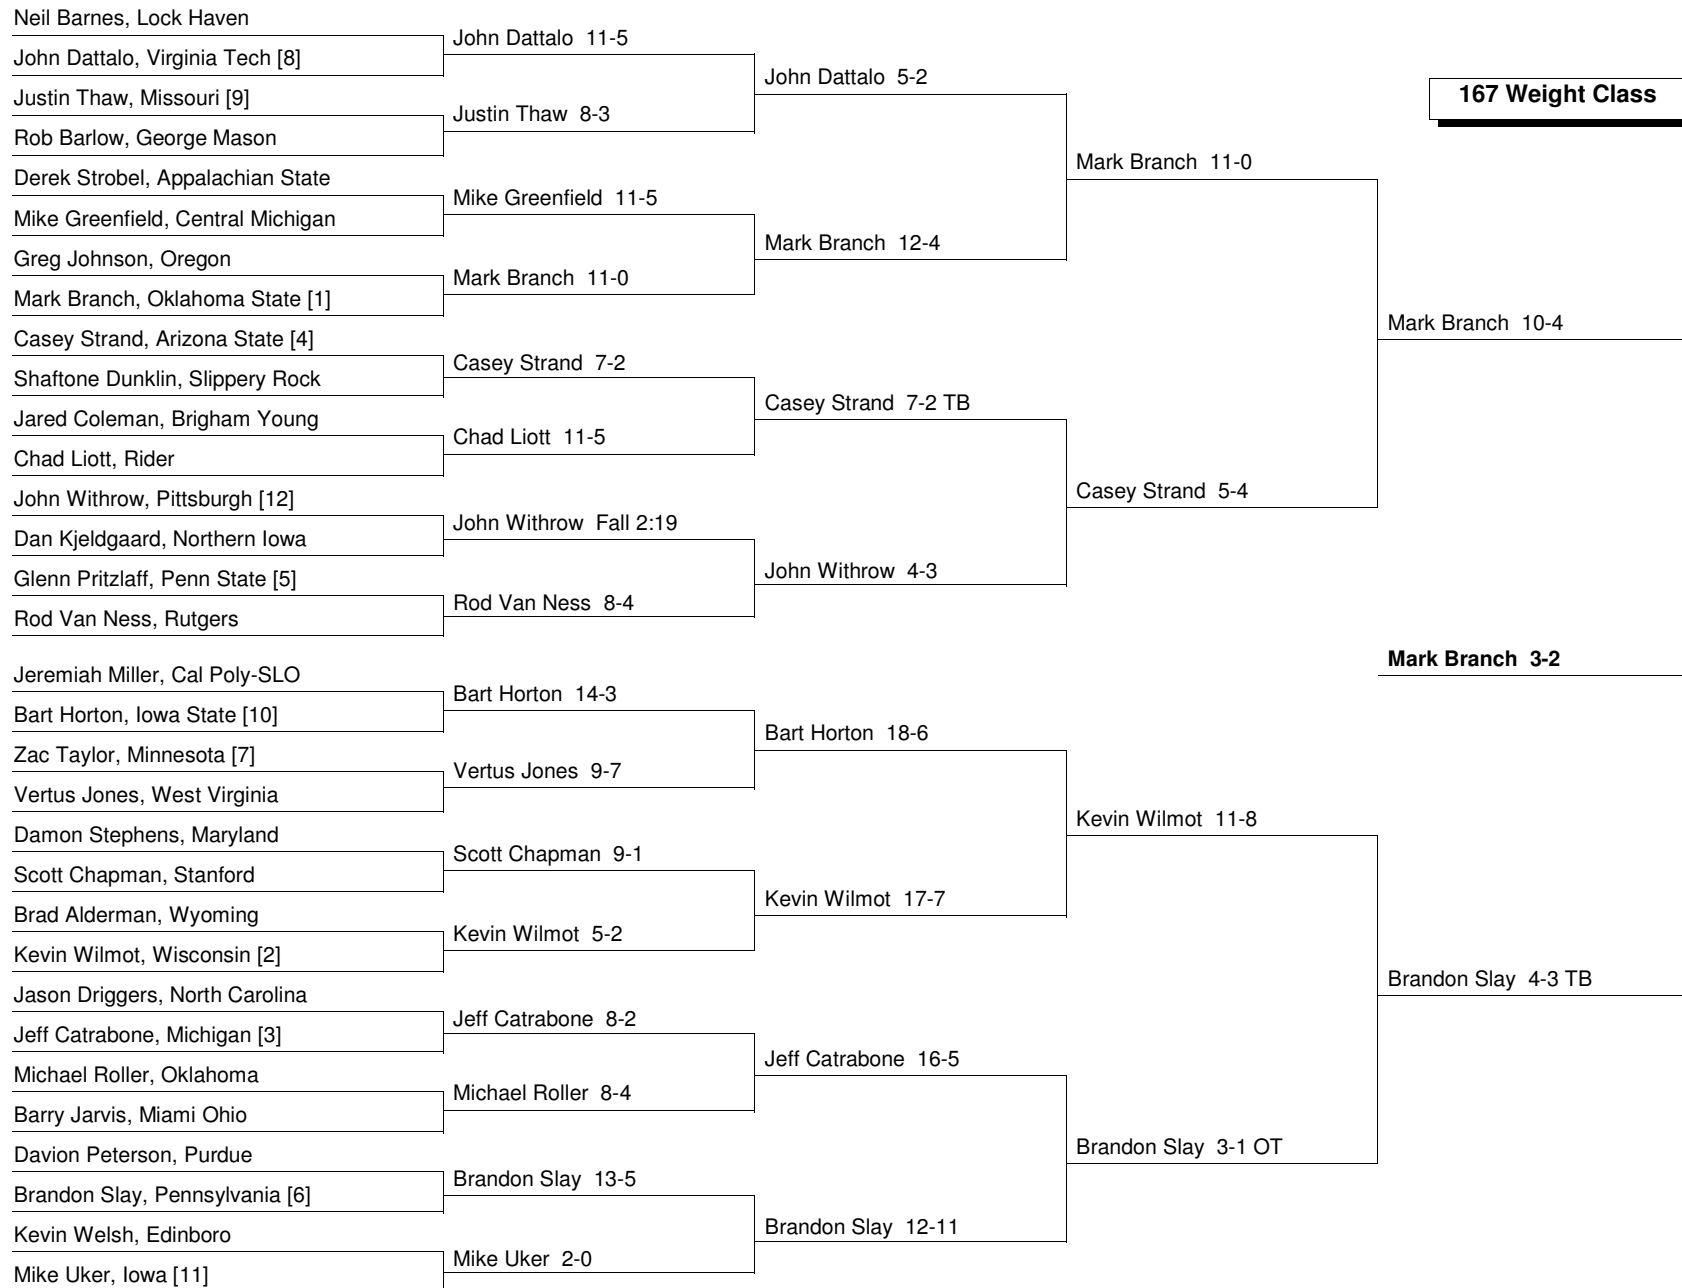 Neil Barnes, Lock Haven
John Dattalo, Virginia Tech [8]
Justin Thaw, Missouri [9]
Rob Barlow, George Mason
Derek Strobel, Appalachian State
Mike Greenfield, Central Michigan
Greg Johnson, Oregon
Mark Branch, Oklahoma State [1]
Casey Strand, Arizona State [4]
Shaftone Dunklin, Slippery Rock
Jared Coleman, Brigham Young
Chad Liott, Rider
John Withrow, Pittsburgh [12]
Dan Kjeldgaard, Northern Iowa
Glenn Pritzlaff, Penn State [5]
Rod Van Ness, Rutgers
Jeremiah Miller, Cal Poly-SLO
Bart Horton, Iowa State [10]
Zac Taylor, Minnesota [7]
Vertus Jones, West Virginia
Damon Stephens, Maryland
Scott Chapman, Stanford
Brad Alderman, Wyoming
Kevin Wilmot, Wisconsin [2]
Jason Driggers, North Carolina
Jeff Catrabone, Michigan [3]
Michael Roller, Oklahoma
Barry Jarvis, Miami Ohio
Davion Peterson, Purdue
Brandon Slay, Pennsylvania [6]
Kevin Welsh, Edinboro
Mike Uker, Iowa [11]
John Dattalo 11-5
Justin Thaw 8-3
Mike Greenfield 11-5
Mark Branch 11-0
Casey Strand 7-2
Chad Liott 11-5
John Withrow Fall 2:19
Rod Van Ness 8-4
Bart Horton 14-3
Vertus Jones 9-7
Scott Chapman 9-1
Kevin Wilmot 5-2
Jeff Catrabone 8-2
Michael Roller 8-4
Brandon Slay 13-5
Mike Uker 2-0
John Dattalo 5-2
Mark Branch 12-4
Casey Strand 7-2 TB
John Withrow 4-3
Bart Horton 18-6
Kevin Wilmot 17-7
Jeff Catrabone 16-5
Brandon Slay 12-11
Mark Branch 11-0
Casey Strand 5-4
Kevin Wilmot 11-8
Brandon Slay 3-1 OT
167 Weight Class
Mark Branch 10-4
Mark Branch 3-2
Brandon Slay 4-3 TB